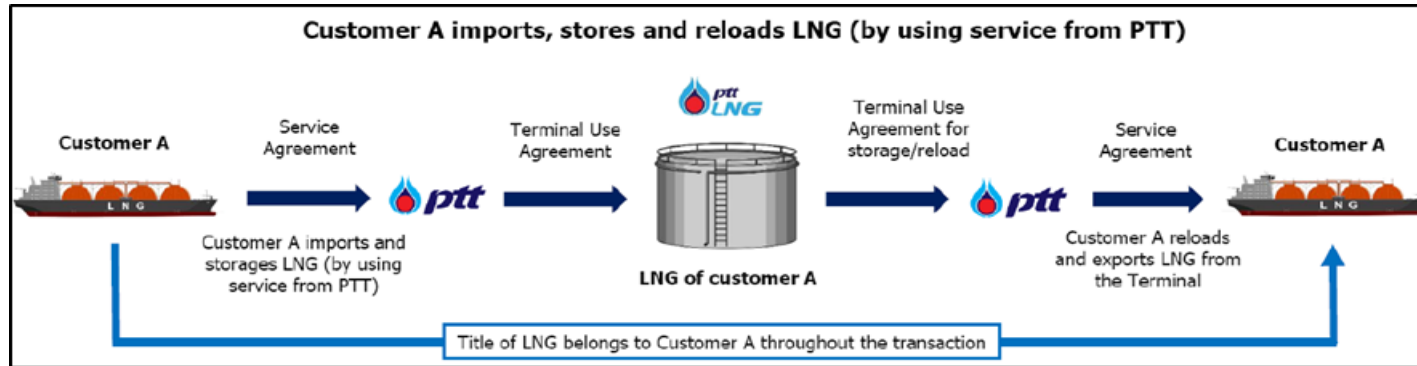 Customer A imports, stores and reloads LNG (by using service from PTT)
ptt
LNG
Customer A
Service
Agreement
Terminal Use
Agreement
Terminal Use
Agreement for
storage/reload
Service
Agreement
Customer A
LNG
ptt
ptt
LNG
Customer A imports and
storages LNG (by using
service from PTT)
LNG of customer A
Customer A reloads
and exports LNG from
the Terminal
Title of LNG belongs to Customer A throughout the transaction